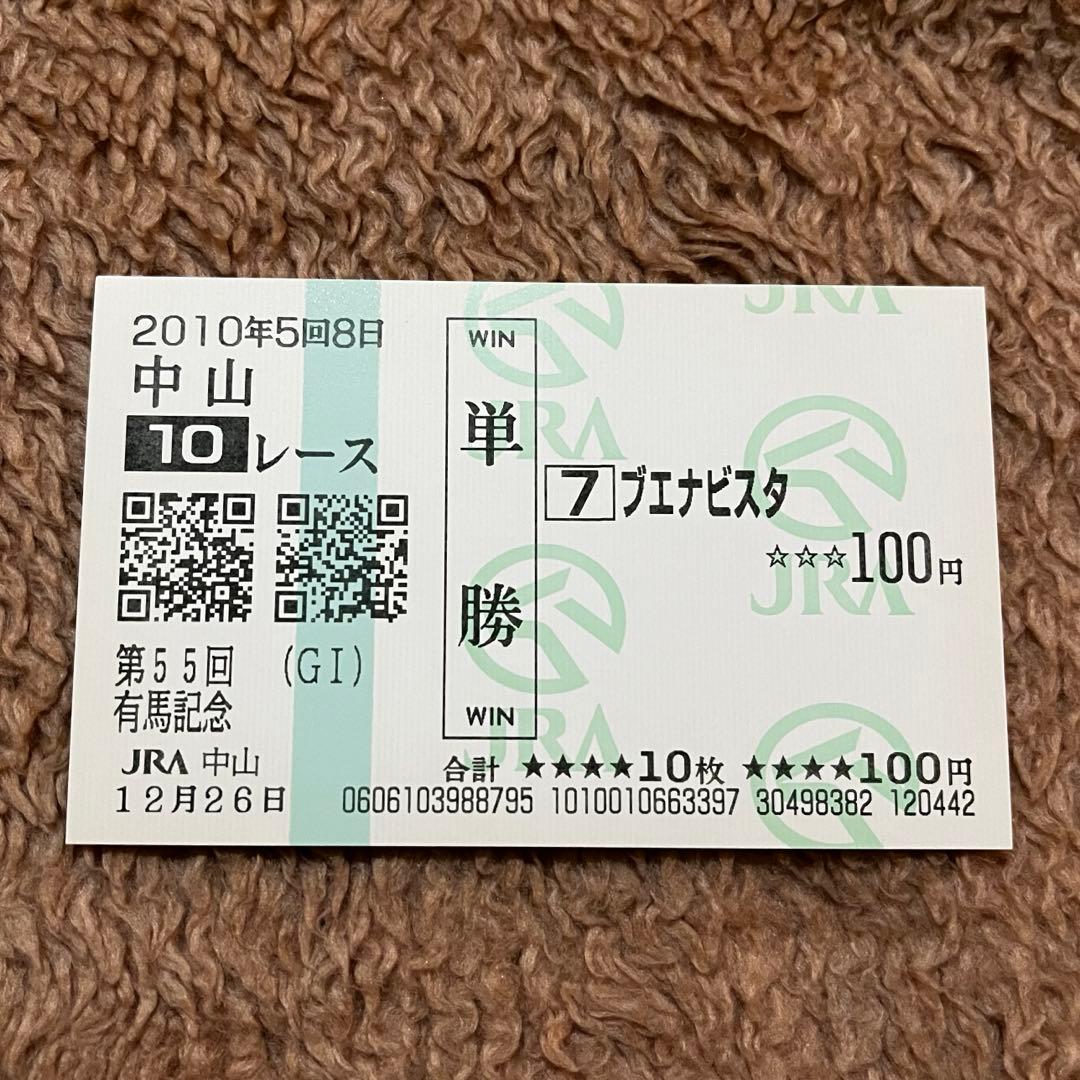 2010年5回8日
中山
10レース
第55回 (GI)
有馬記念
JRA 中山
12月26日
WIN
単勝
WIN
7 ブエナビスタ
☆☆☆100円
合計 ★★★★10枚 ★★★★100円
0606103988795 1010010663397 30498382 120442
JRA
JRA
JRA
JRA